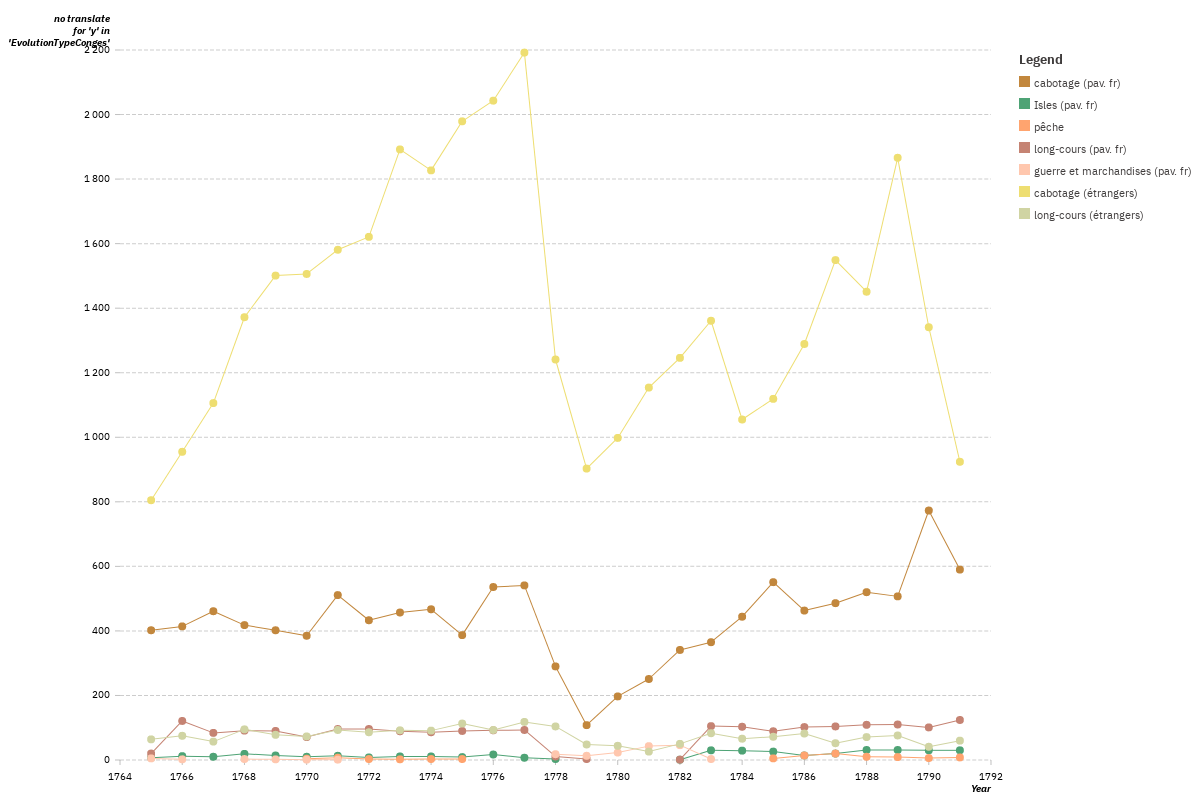 no translate
for 'y' in
'EvolutionTypeConges'
2 200
2 000
1 800
1 600
1 400
1 200
1 000
800
600
400
200
0
1764 1766 1768 1770 1772 1774 1776 1778 1780 1782 1784 1786 1788 1790 1792
Year
Legend
cabotage (pav. fr)
Isles (pav. fr)
pêche
long-cours (pav. fr)
guerre et marchandises (pav. fr)
cabotage (étrangers)
long-cours (étrangers)